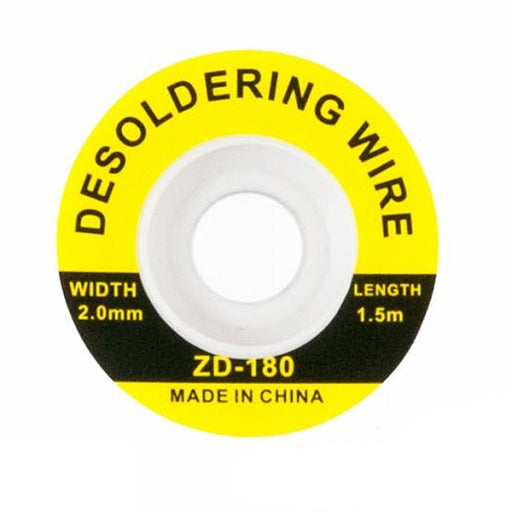 DESOLDERING WIRE
WIDTH
2.0mm
LENGTH
1.5m
ZD-180
MADE IN CHINA